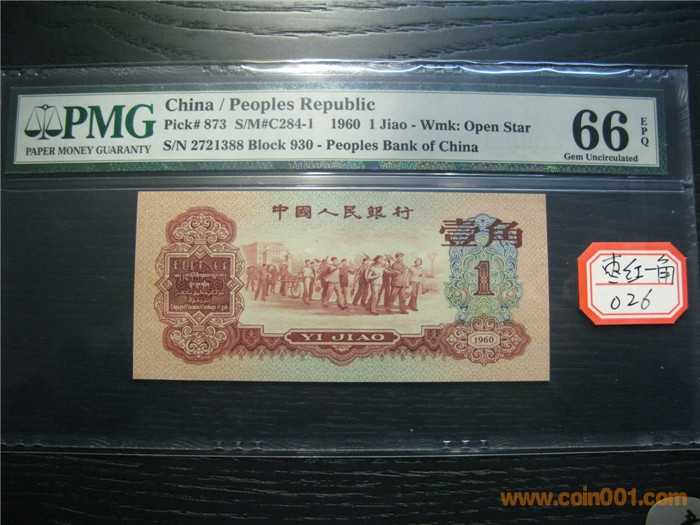 PMG
PAPER MONEY GUARANTY
China / Peoples Republic
Pick# 873 S/M#C284-1 1960 1 Jiao - Wmk: Open Star
S/N 2721388 Block 930 - Peoples Bank of China
66 EPQ
Gem Uncirculated
中國人民銀行
壹角
1
YI JIAO
1960
枣红一角
026
www.coin001.com